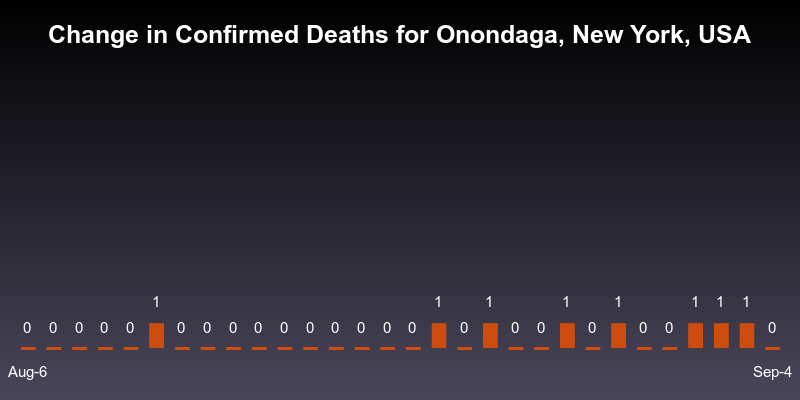 Change in Confirmed Deaths for Onondaga, New York, USA
1 1 1 1 1 1 1 1
0 0 0 0 0 0 0 0 0 0 0 0 0 0 0 0 0 0 0 0 0 0
Aug-6 Sep-4